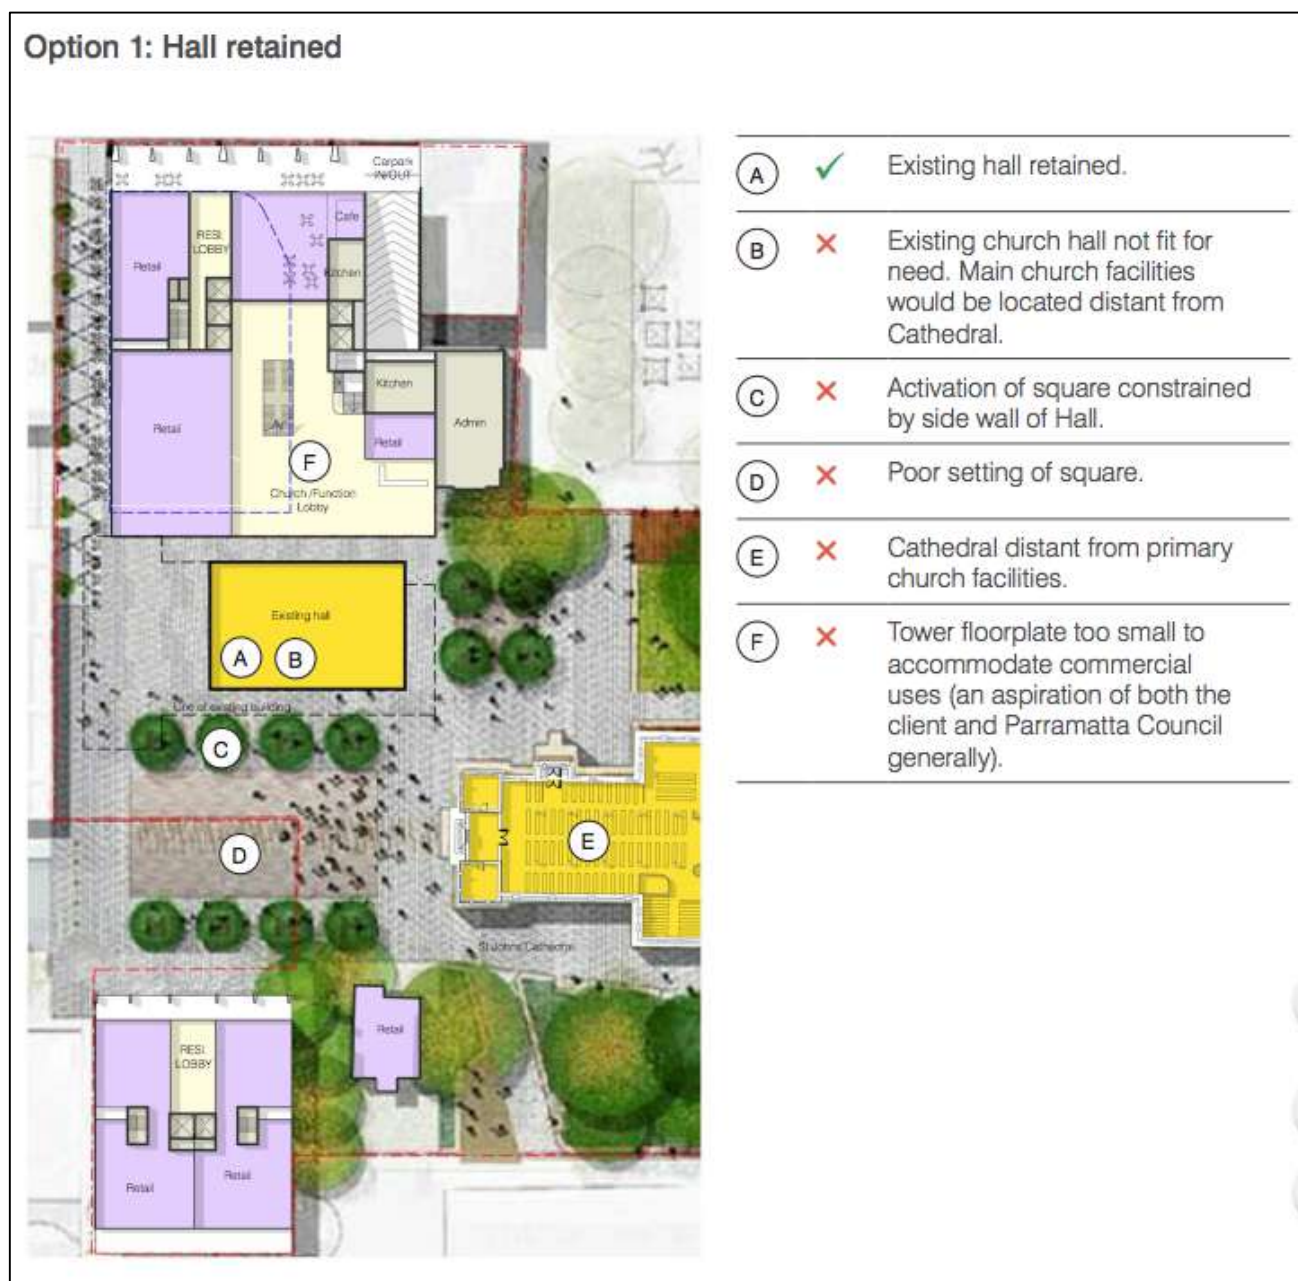 Option 1: Hall retained
Carpark
IN/OUT
Cafe
RESI.
LOBBY
Retail
Kitchen
Kitchen
Retail
Admin
Retail
F
Church /Function
Lobby
Existing hall
A
B
Line of existing building
C
E
D
St Johns Cathedral
Retail
RESI.
LOBBY
Retail
Retail
A ✓ Existing hall retained.
B ✕ Existing church hall not fit for
need. Main church facilities
would be located distant from
Cathedral.
C ✕ Activation of square constrained
by side wall of Hall.
D ✕ Poor setting of square.
E ✕ Cathedral distant from primary
church facilities.
F ✕ Tower floorplate too small to
accommodate commercial
uses (an aspiration of both the
client and Parramatta Council
generally).